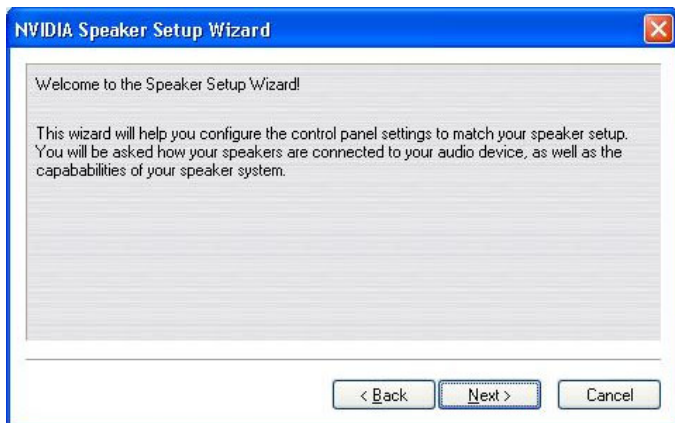 NVIDIA Speaker Setup Wizard
Welcome to the Speaker Setup Wizard!
This wizard will help you configure the control panel settings to match your speaker setup.
You will be asked how your speakers are connected to your audio device, as well as the
capababilities of your speaker system.
< Back
Next >
Cancel